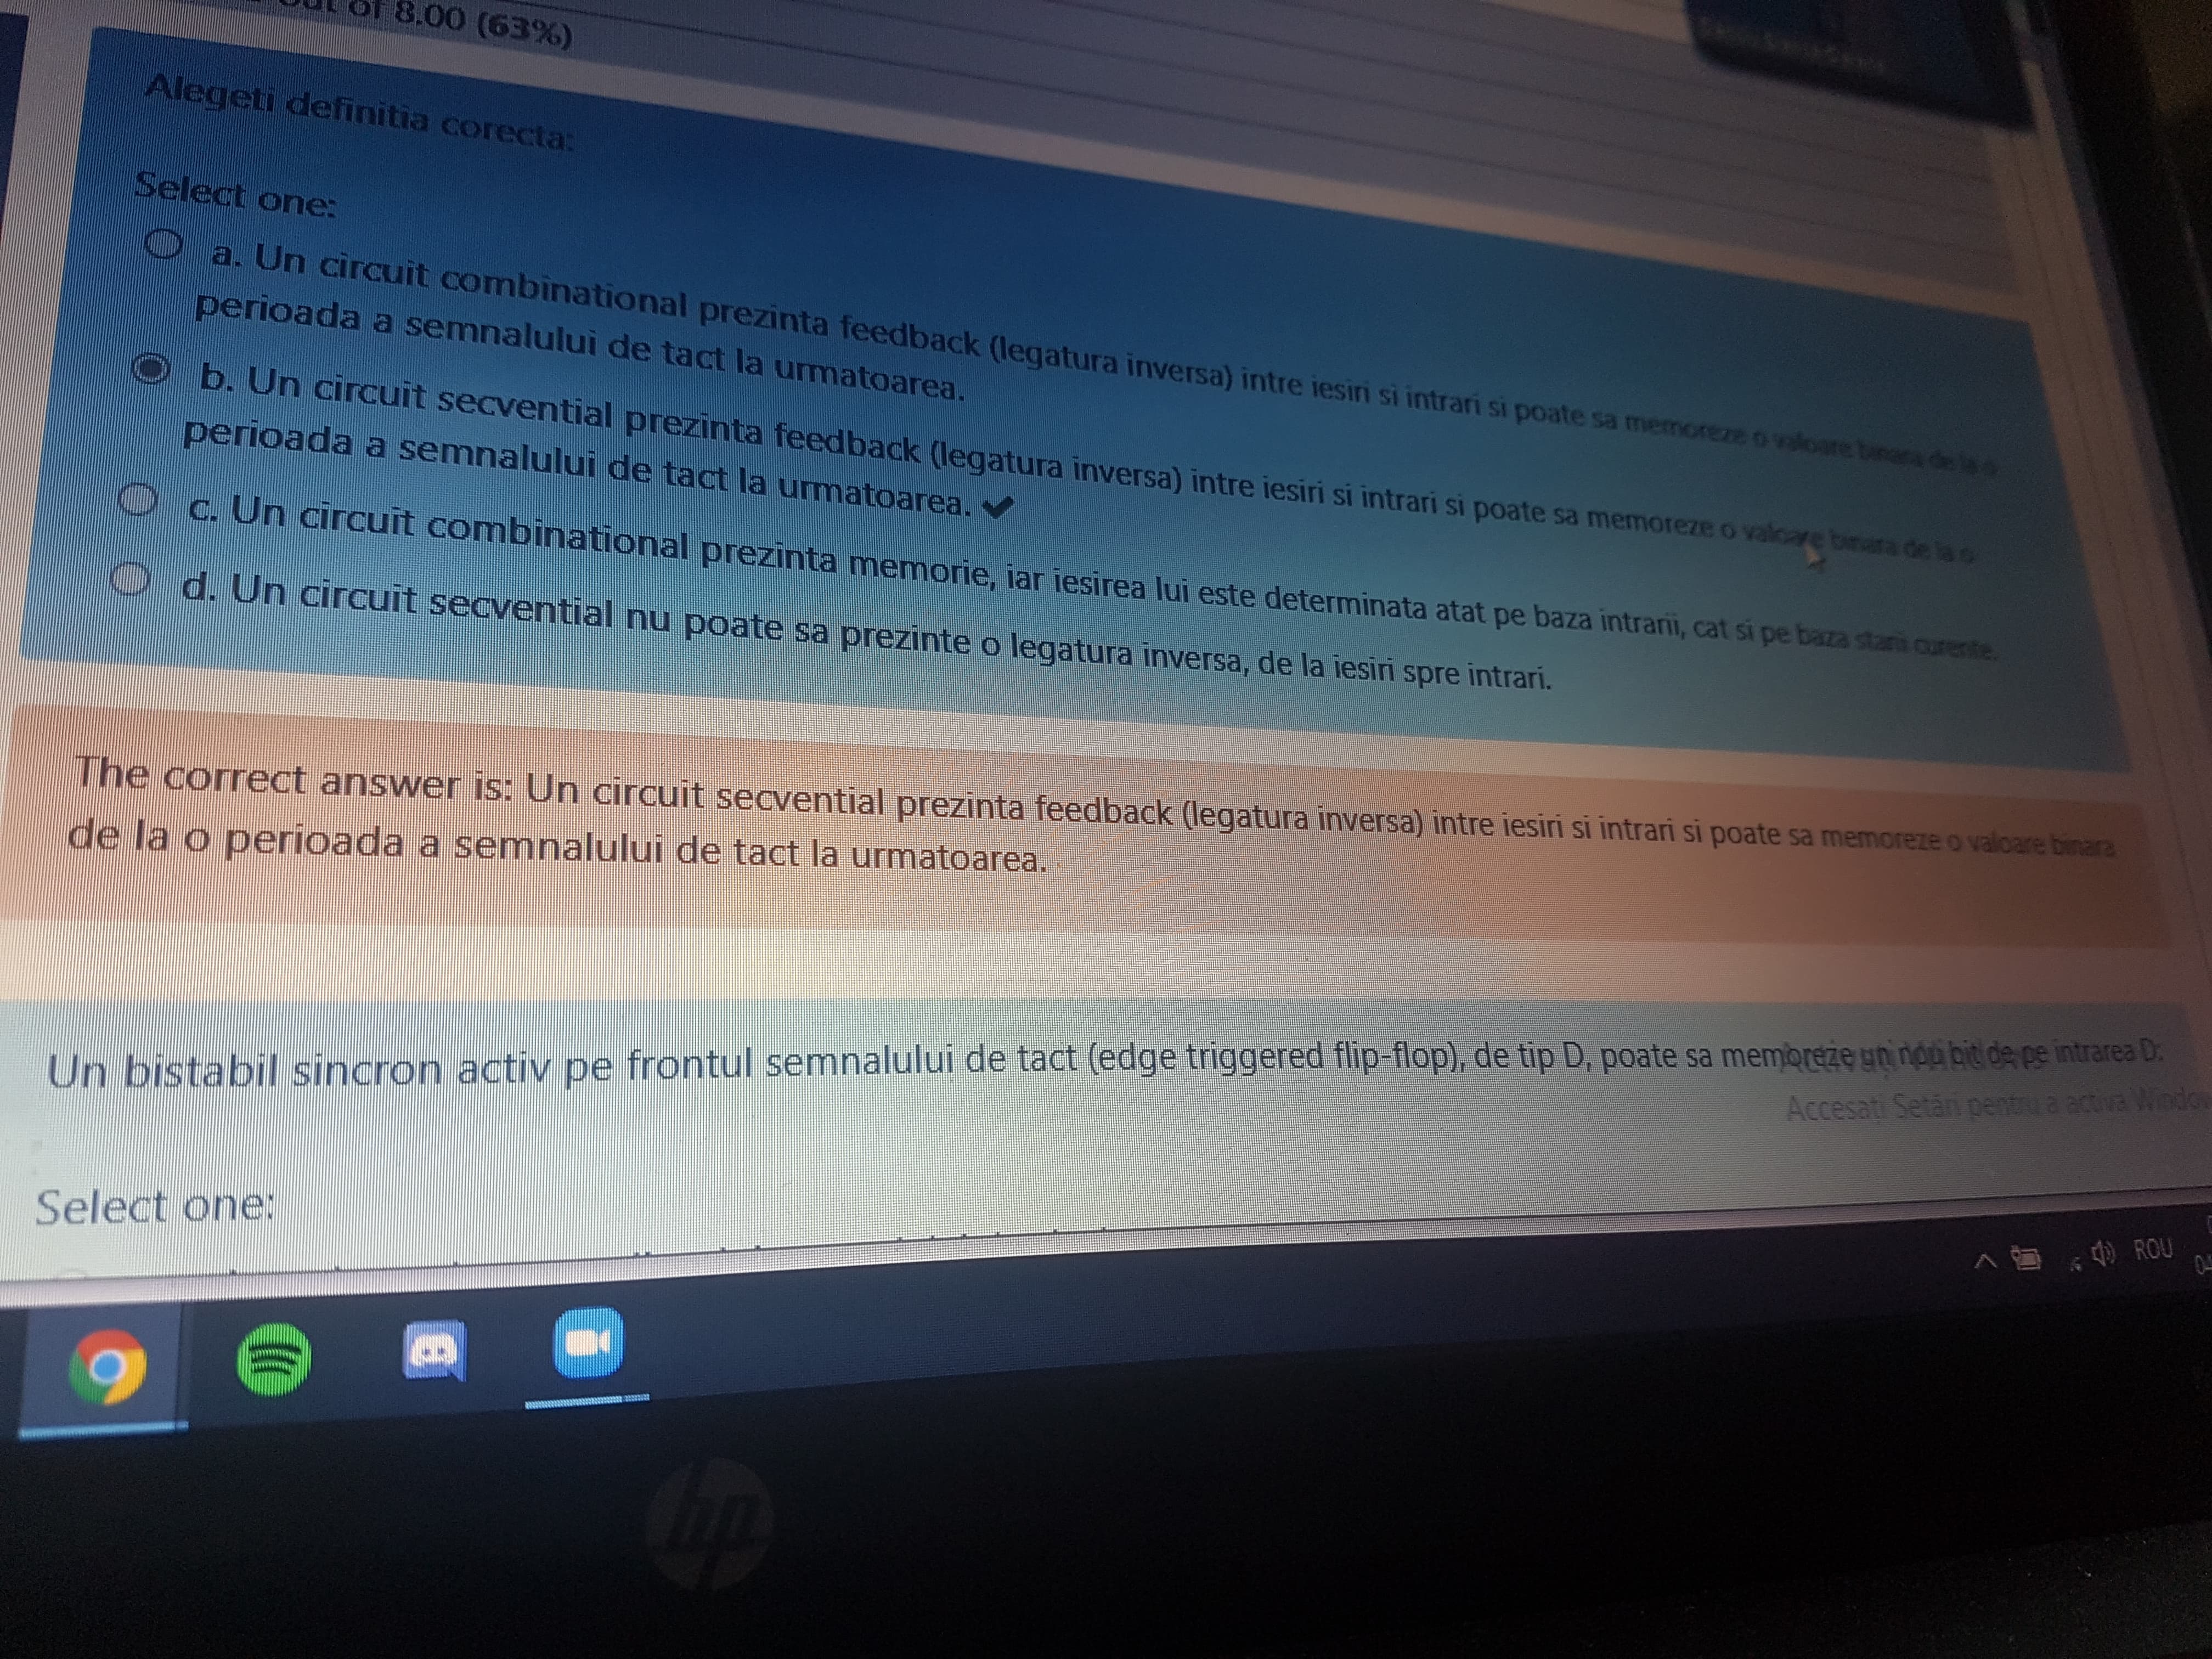 out of 8.00 (63%)
Alegeti definitia corecta:
Select one:
a. Un circuit combinational prezinta feedback (legatura inversa) intre iesiri si intrari si poate sa memoreze o valoare binara de la o
perioada a semnalului de tact la urmatoarea.
b. Un circuit secvential prezinta feedback (legatura inversa) intre iesiri si intrari si poate sa memoreze o valoare binara de la o
perioada a semnalului de tact la urmatoarea. ✔
c. Un circuit combinational prezinta memorie, iar iesirea lui este determinata atat pe baza intrarii, cat si pe baza starii curente.
d. Un circuit secvential nu poate sa prezinte o legatura inversa, de la iesiri spre intrari.
The correct answer is: Un circuit secvential prezinta feedback (legatura inversa) intre iesiri si intrari si poate sa memoreze o valoare binara
de la o perioada a semnalului de tact la urmatoarea.
Un bistabil sincron activ pe frontul semnalului de tact (edge triggered flip-flop), de tip D, poate sa memoreze un nou bit de pe intrarea D:
Accesați Setări pentru a activa
Select one:
ROU
hp